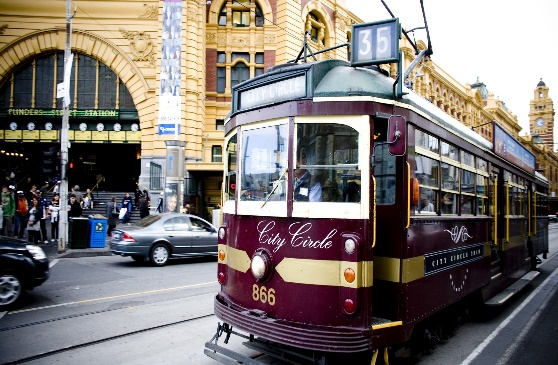 35
CITY CIRCLE
FLINDERS STREET STATION
City Circle
CITY CIRCLE TRAM
866